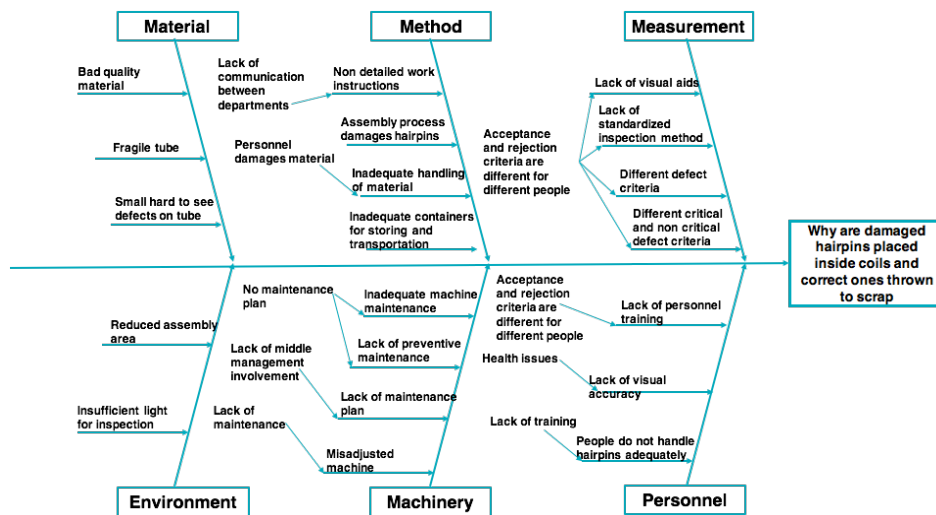 Material
Method
Measurement
Bad quality
material
Fragile tube
Small hard to see
defects on tube
Lack of
communication
between
departments
Non detailed work
instructions
Assembly process
damages hairpins
Personnel
damages material
Inadequate handling
of material
Inadequate containers
for storing and
transportation
Acceptance
and rejection
criteria are
different for
different people
Lack of visual aids
Lack of
standardized
inspection method
Different defect
criteria
Different critical
and non critical
defect criteria
Why are damaged
hairpins placed
inside coils and
correct ones thrown
to scrap
Reduced assembly
area
Insufficient light
for inspection
No maintenance
plan
Inadequate machine
maintenance
Lack of preventive
maintenance
Lack of middle
management
involvement
Lack of maintenance
plan
Lack of
maintenance
Misadjusted
machine
Acceptance
and rejection
criteria are
different for
different people
Lack of personnel
training
Health issues
Lack of visual
accuracy
Lack of training
People do not handle
hairpins adequately
Environment
Machinery
Personnel